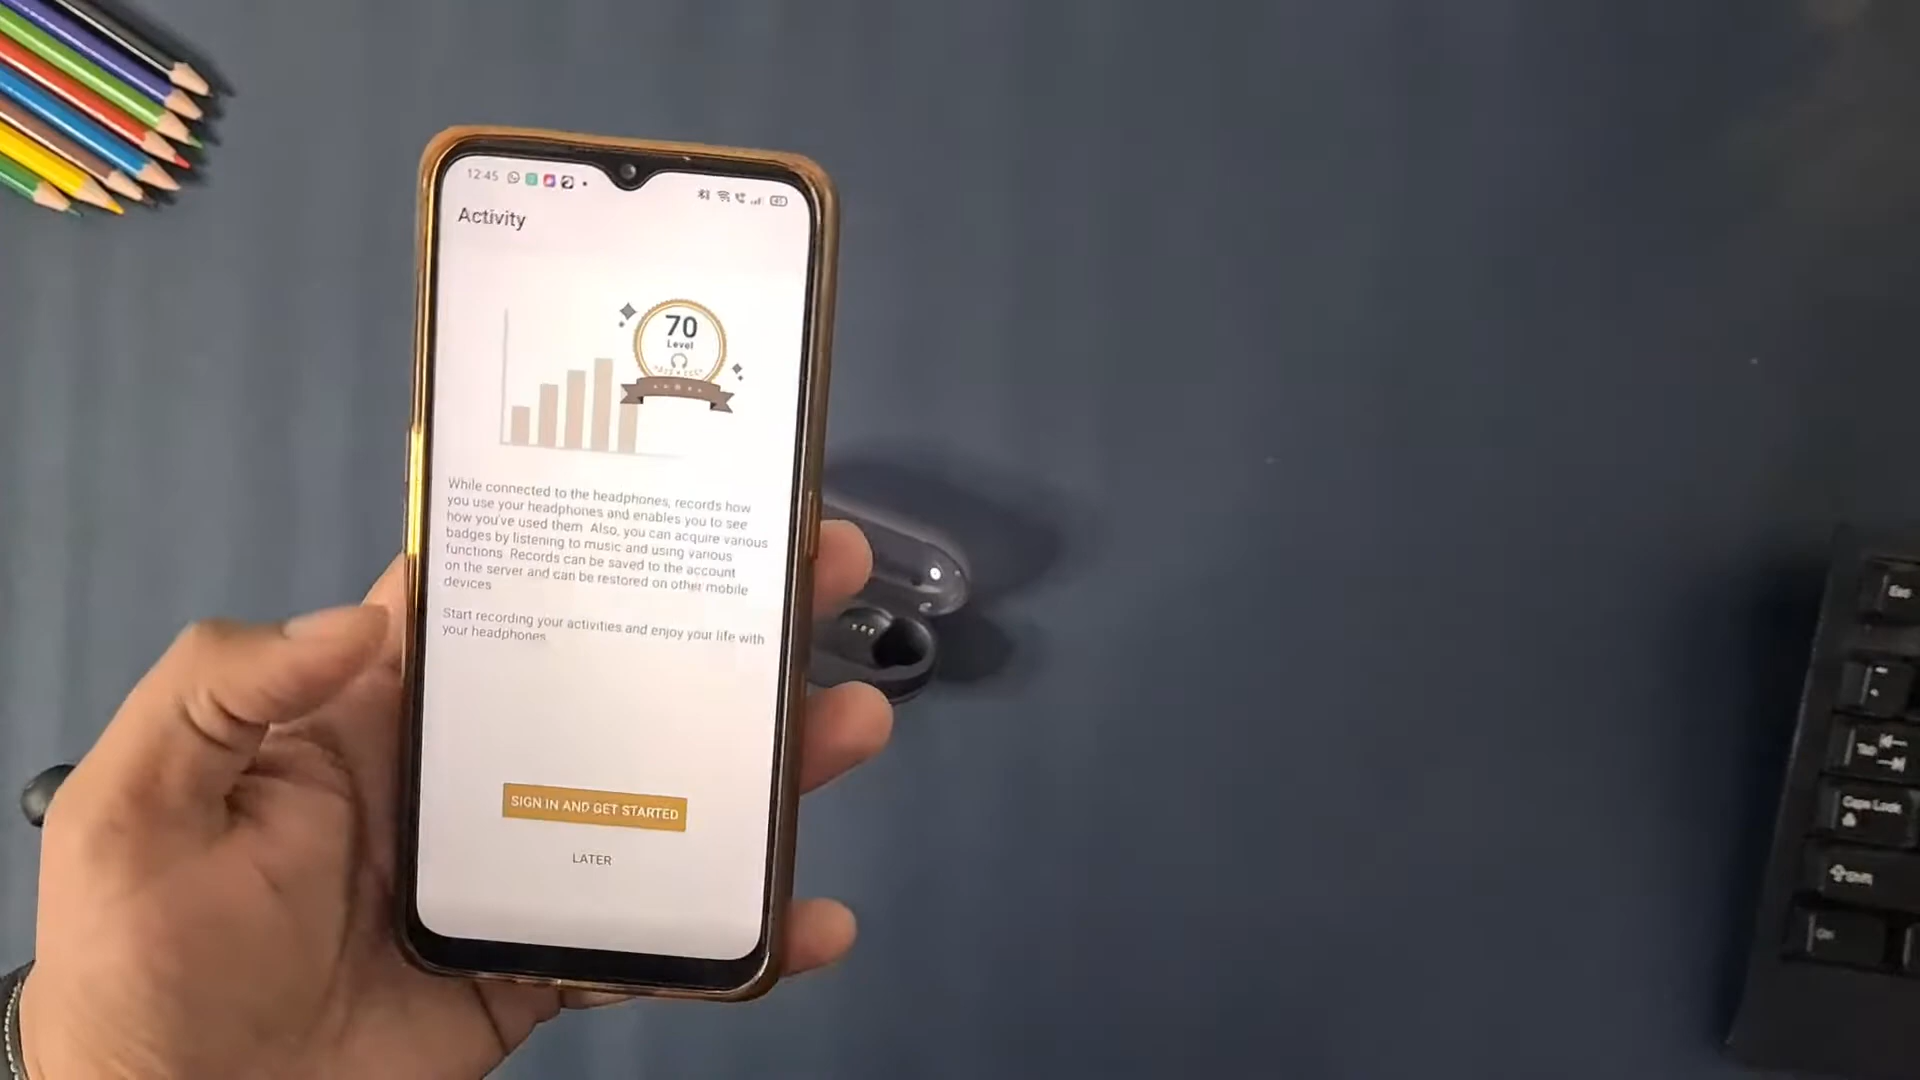 12:45
Activity
70
Level
While connected to the headphones, records how
you use your headphones and enables you to see
how you've used them. Also, you can acquire various
badges by listening to music and using various
functions. Records can be saved to the account
on the server and can be restored on other mobile
devices
Start recording your activities and enjoy your life with
your headphones.
SIGN IN AND GET STARTED
LATER
Esc
Tab
Caps Lock
Shift